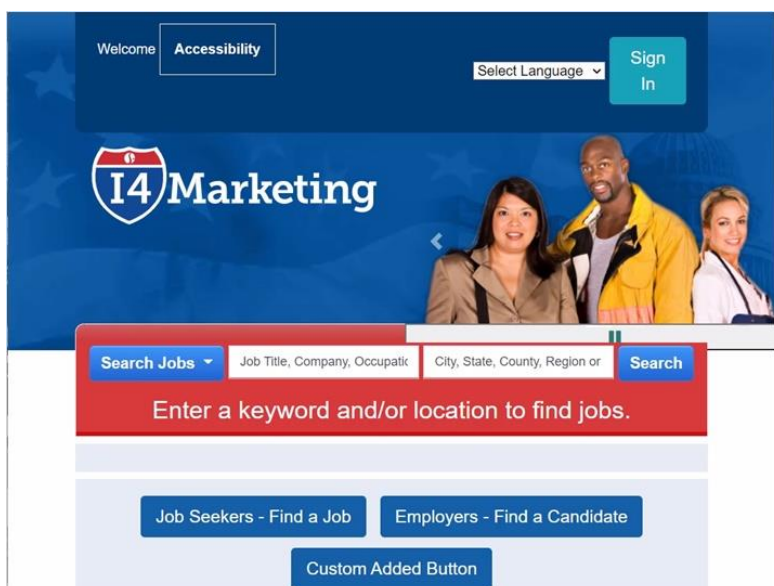 Welcome Accessibility
Select Language
Sign
In
I4 Marketing
Search Jobs Job Title, Company, Occupatic City, State, County, Region or Search
Enter a keyword and/or location to find jobs.
Job Seekers - Find a Job Employers - Find a Candidate
Custom Added Button